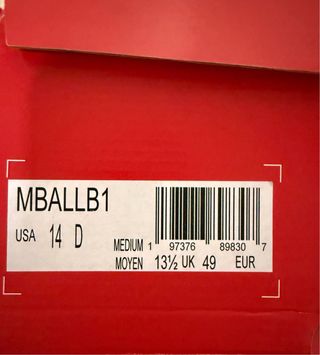 MBALLB1
USA 14 D
MEDIUM 1 97376 89830 7
MOYEN 13½ UK 49 EUR